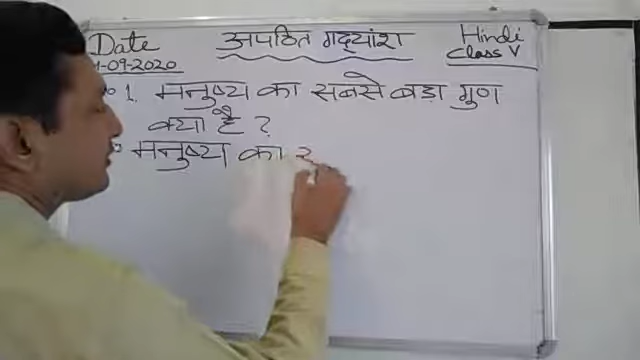 Date
अपठित गद्यांश
Hindi
Class V
-09-2020
1. मनुष्य का सबसे बड़ा गुण
क्या है ?
मनुष्य का